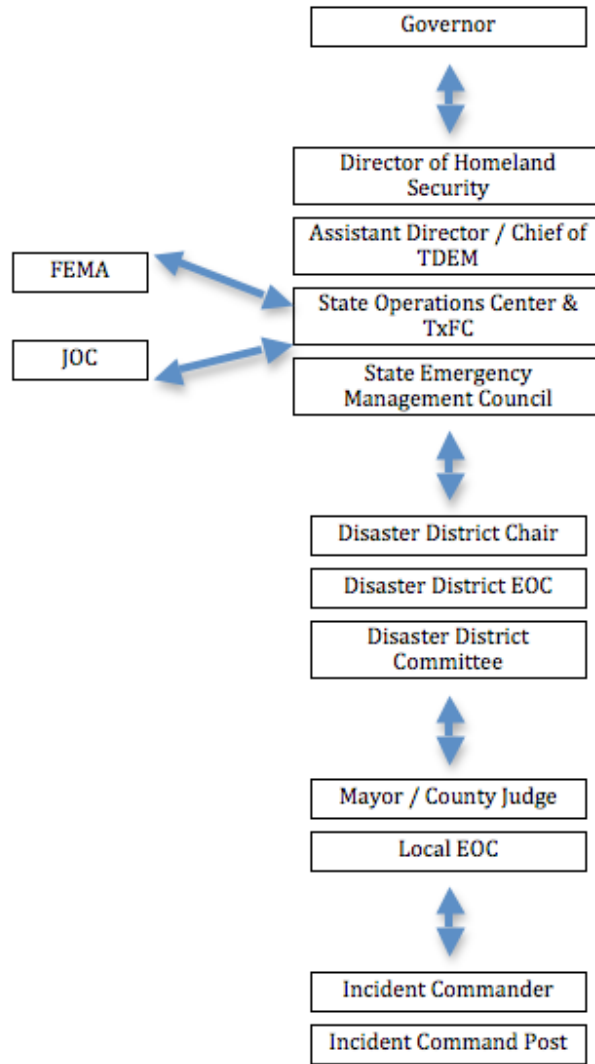 Governor
Director of Homeland
Security
Assistant Director / Chief of
TDEM
FEMA
State Operations Center &
TxFC
JOC
State Emergency
Management Council
Disaster District Chair
Disaster District EOC
Disaster District
Committee
Mayor / County Judge
Local EOC
Incident Commander
Incident Command Post